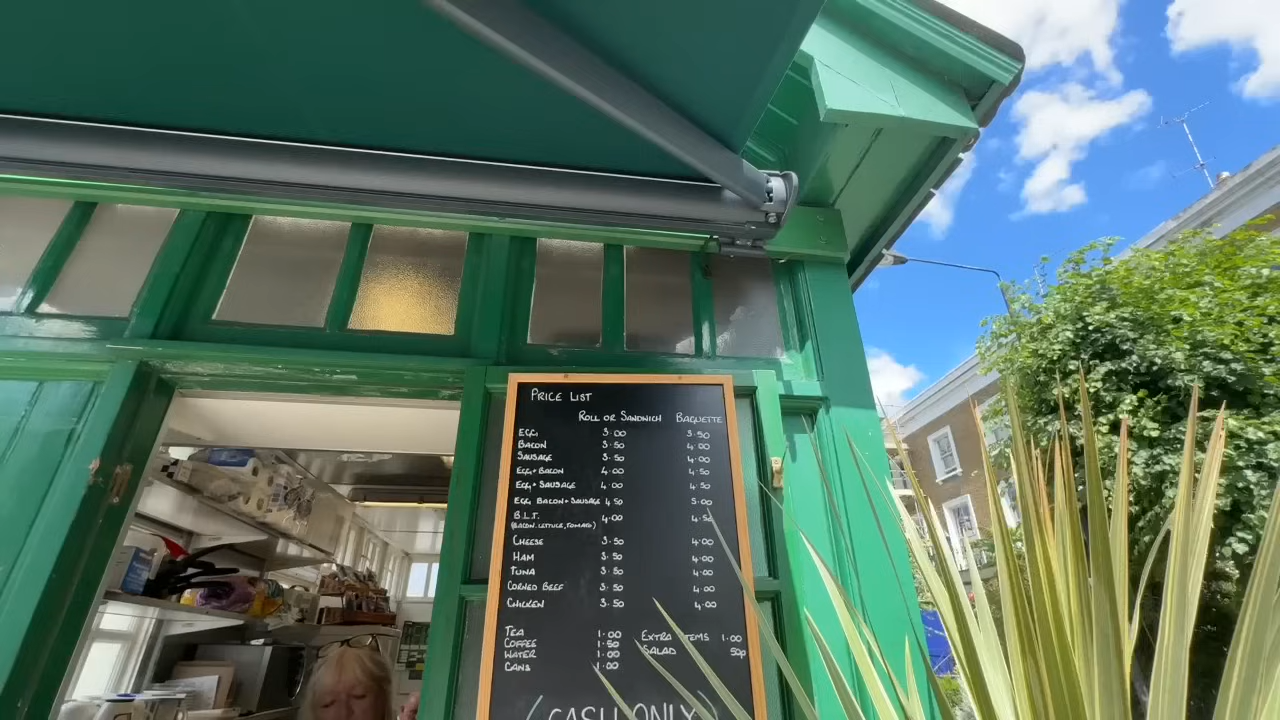 PRICE LIST
ROLL OR SANDWICH BAGUETTE
EGG 3.00 3.50
BACON 3.50 4.00
SAUSAGE 3.50 4.00
EGG+BACON 4.00 4.50
EGG+SAUSAGE 4.00 4.50
EGG BACON+SAUSAGE 4.50 5.00
B.L.T. 4.00 4.50
(BACON. LETTUCE, TOMATO)
CHEESE 3.50 4.00
HAM 3.50 4.00
TUNA 3.50 4.00
CORNED BEEF 3.50 4.00
CHICKEN 3.50 4.00
TEA 1.00 EXTRA ITEMS 1.00
COFFEE 1.50 SALAD 50p
WATER 1.00
CANS 1.00
(CASH ONLY)